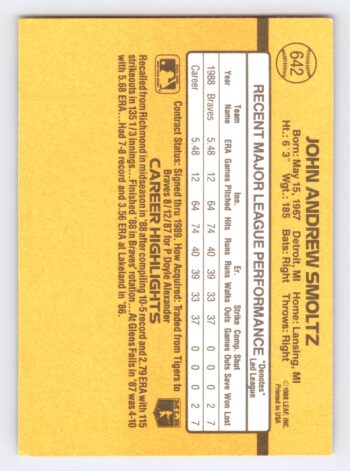 642
JOHN ANDREW SMOLTZ
Born: May 15, 1967 Detroit, MI Home: Lansing, MI
Ht.: 6' 3" Wgt.: 185 Bats: Right Throws: Right
©1988 LEAF, INC.
Printed in USA
RECENT MAJOR LEAGUE PERFORMANCE
*Denotes Led League
Team Inn. Er. Strike Comp. Shut
Year Name ERA Games Pitched Hits Runs Runs Walks Outs Games Outs Save Won Lost
1988 Braves 5.48 12 64 74 40 39 33 37 0 0 0 2 7
Career 5.48 12 64 74 40 39 33 37 0 0 0 2 7
Contract Status: Signed thru 1989. How Acquired: Traded from Tigers to
Braves 8/12/87 for P Doyle Alexander
CAREER HIGHLIGHTS
Recalled from Richmond in midseason in '88 after compiling 10-5 record and 2.79 ERA with 115
strikeouts in 135 1/3 innings...Finished '88 in Braves' rotation...At Glens Falls in '87 was 4-10
with 5.68 ERA...Had 7-8 record and 3.56 ERA at Lakeland in '86.